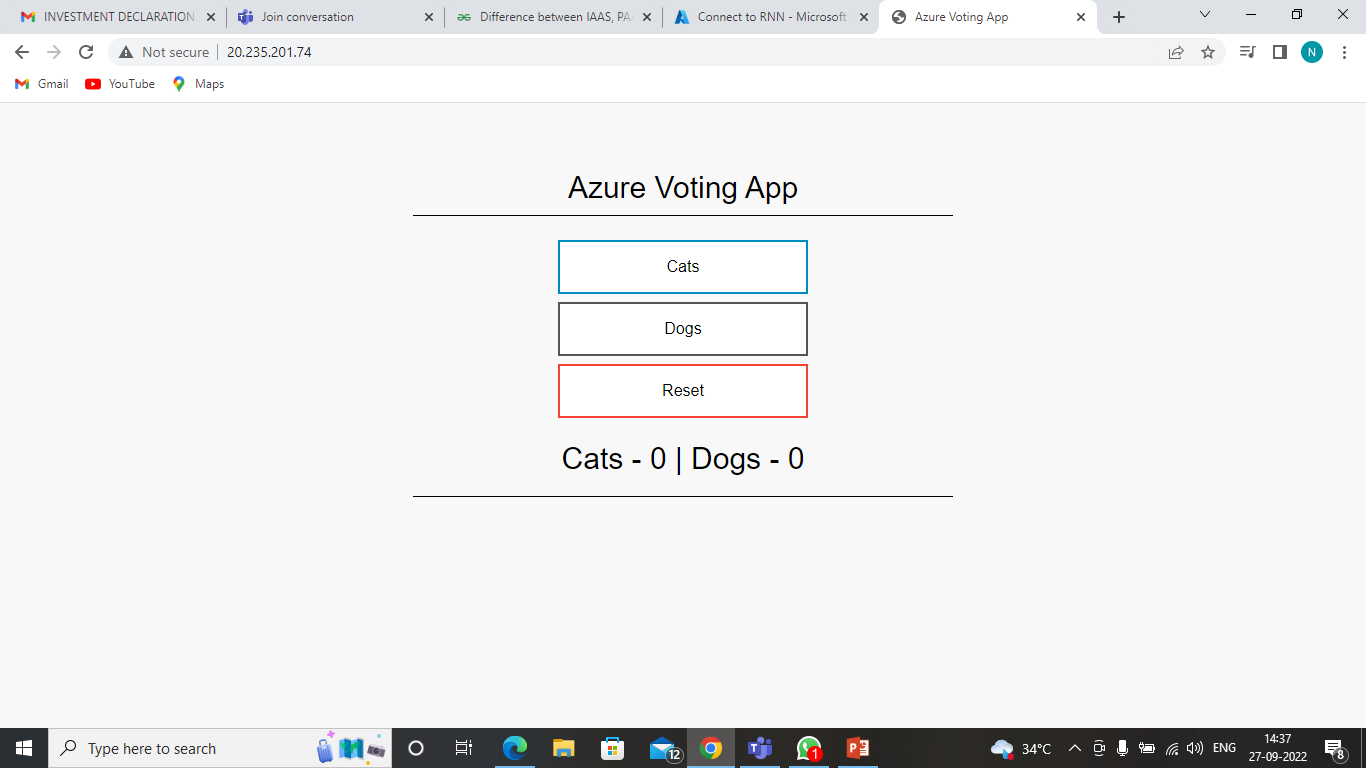 INVESTMENT DECLARATION
Join conversation
Difference between IAAS, PA
Connect to RNN - Microsoft
Azure Voting App
Not secure
20.235.201.74
N
Gmail
YouTube
Maps
Azure Voting App
Cats
Dogs
Reset
Cats - 0 | Dogs - 0
Type here to search
12
1
34°C
ENG
14:37
27-09-2022
8